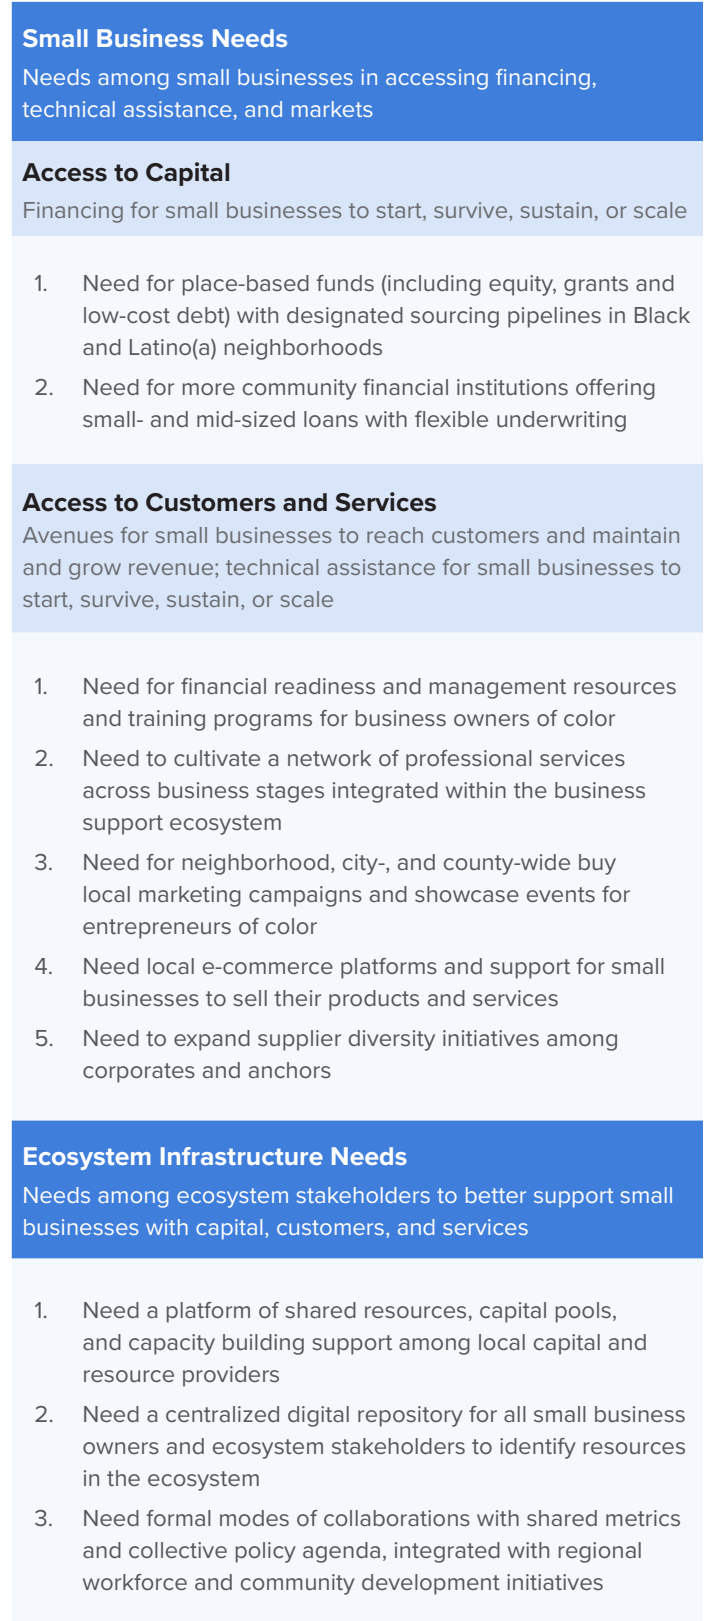 Small Business Needs
Needs among small businesses in accessing financing,
technical assistance, and markets
Access to Capital
Financing for small businesses to start, survive, sustain, or scale
1. Need for place-based funds (including equity, grants and
low-cost debt) with designated sourcing pipelines in Black
and Latino(a) neighborhoods
2. Need for more community financial institutions offering
small- and mid-sized loans with flexible underwriting
Access to Customers and Services
Avenues for small businesses to reach customers and maintain
and grow revenue; technical assistance for small businesses to
start, survive, sustain, or scale
1. Need for financial readiness and management resources
and training programs for business owners of color
2. Need to cultivate a network of professional services
across business stages integrated within the business
support ecosystem
3. Need for neighborhood, city-, and county-wide buy
local marketing campaigns and showcase events for
entrepreneurs of color
4. Need local e-commerce platforms and support for small
businesses to sell their products and services
5. Need to expand supplier diversity initiatives among
corporates and anchors
Ecosystem Infrastructure Needs
Needs among ecosystem stakeholders to better support small
businesses with capital, customers, and services
1. Need a platform of shared resources, capital pools,
and capacity building support among local capital and
resource providers
2. Need a centralized digital repository for all small business
owners and ecosystem stakeholders to identify resources
in the ecosystem
3. Need formal modes of collaborations with shared metrics
and collective policy agenda, integrated with regional
workforce and community development initiatives